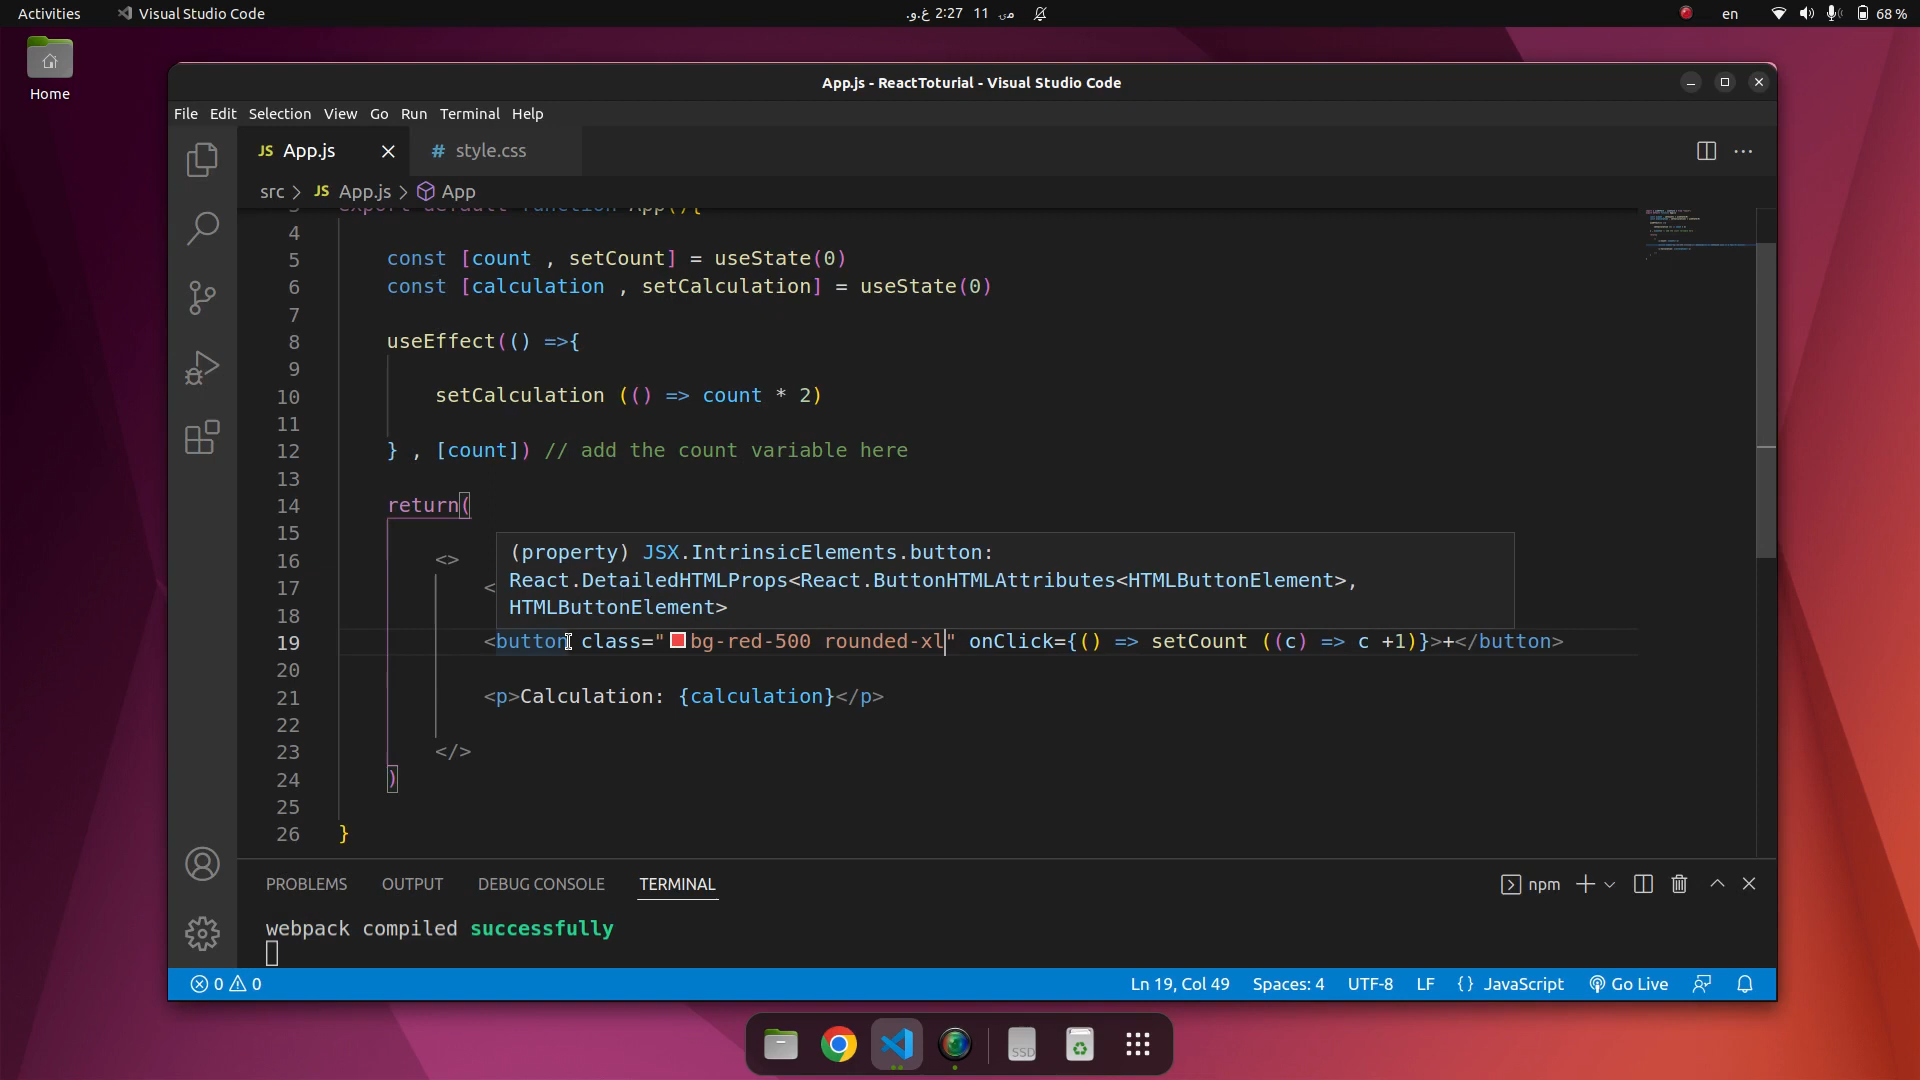 Activities Visual Studio Code
11 می 2:27 غ.و.
en 68 %
Home
App.js - ReactToturial - Visual Studio Code
File Edit Selection View Go Run Terminal Help
JS App.js # style.css
src > JS App.js > App
3 export default function App(){
4
5 const [count , setCount] = useState(0)
6 const [calculation , setCalculation] = useState(0)
7
8 useEffect(() =>{
9
10 setCalculation (() => count * 2)
11
12 } , [count]) // add the count variable here
13
14 return(
15
(property) JSX.IntrinsicElements.button:
16 <>
React.DetailedHTMLProps<React.ButtonHTMLAttributes<HTMLButtonElement>,
17 <
HTMLButtonElement>
18
19 <button class="bg-red-500 rounded-xl" onClick={() => setCount ((c) => c +1)}>+</button>
20
21 <p>Calculation: {calculation}</p>
22
23 </>
24 )
25
26 }
PROBLEMS OUTPUT DEBUG CONSOLE TERMINAL npm
webpack compiled successfully
0 0 Ln 19, Col 49 Spaces: 4 UTF-8 LF {} JavaScript Go Live
SSD